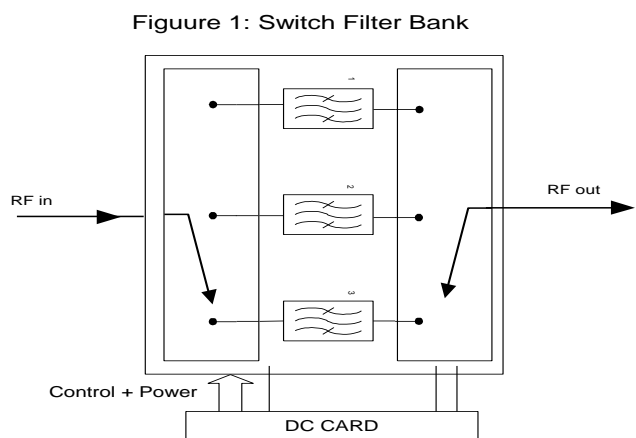 Figuure 1: Switch Filter Bank
1
RF in
2
RF out
3
Control + Power
DC CARD